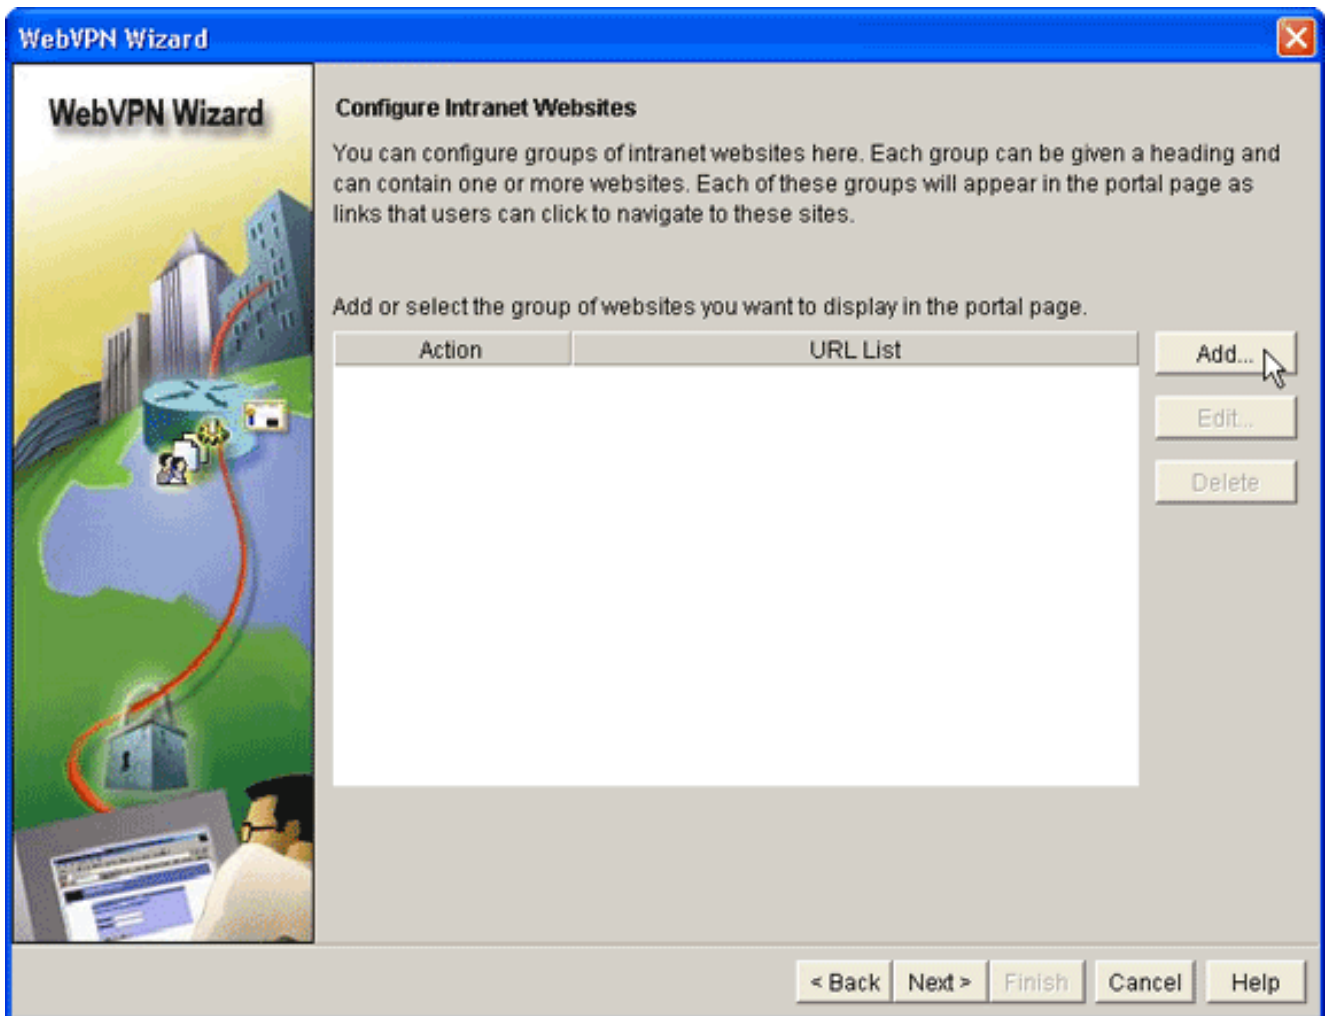 WebVPN Wizard
WebVPN Wizard
Configure Intranet Websites
You can configure groups of intranet websites here. Each group can be given a heading and
can contain one or more websites. Each of these groups will appear in the portal page as
links that users can click to navigate to these sites.
Add or select the group of websites you want to display in the portal page.
Action URL List
Add...
Edit...
Delete
< Back Next > Finish Cancel Help